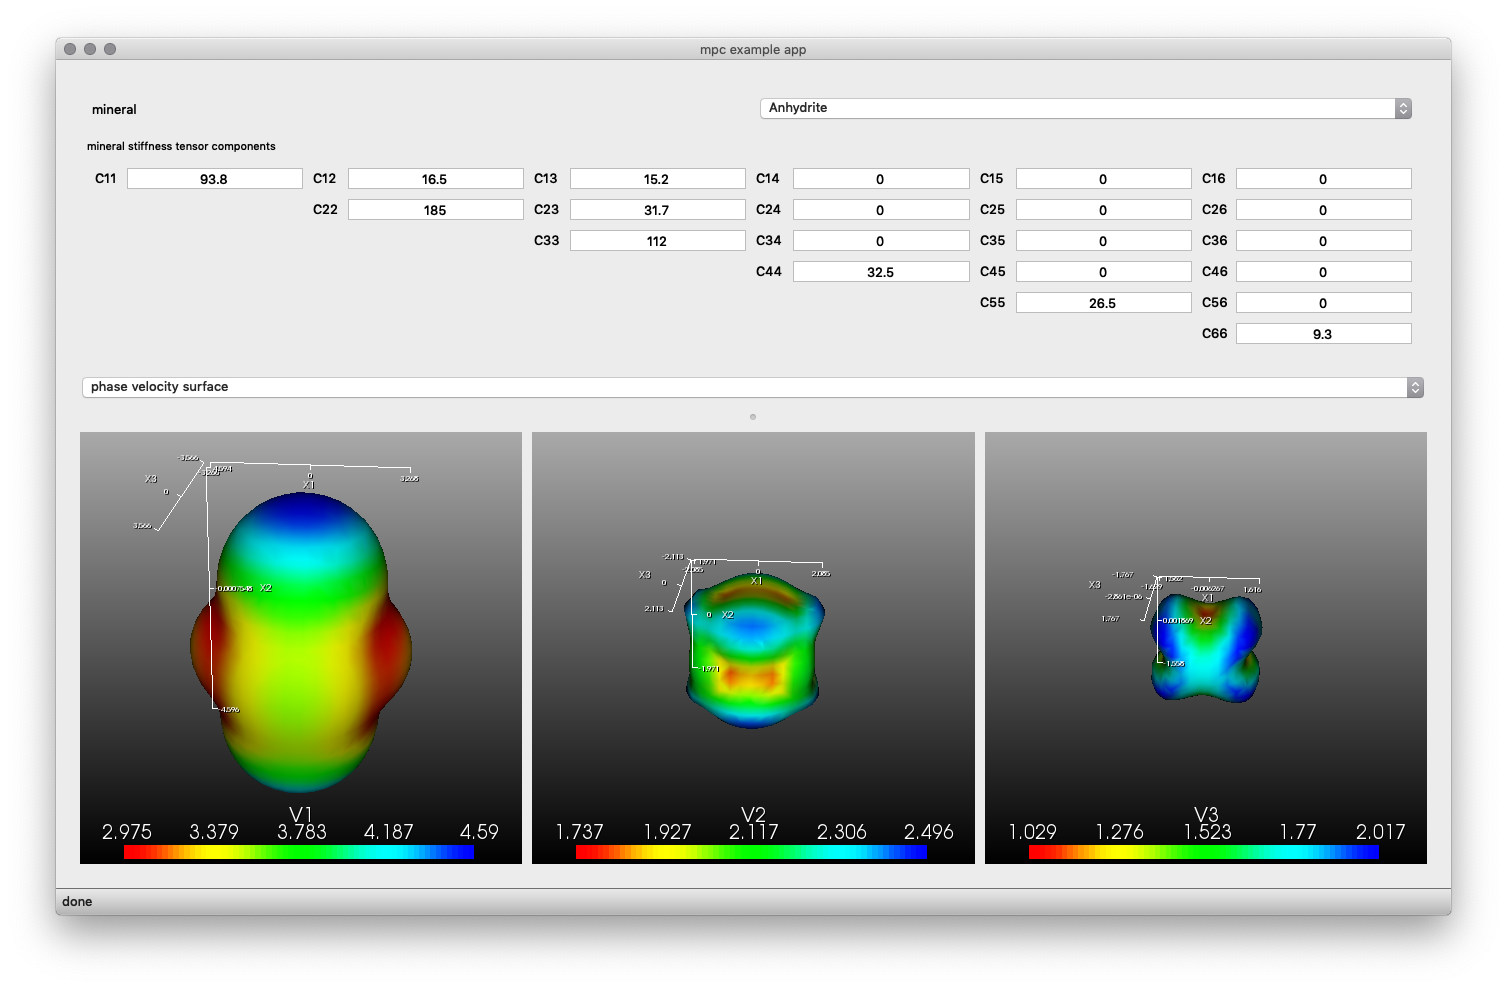 mpc example app
mineral Anhydrite
mineral stiffness tensor components
C11 93.8 C12 16.5 C13 15.2 C14 0 C15 0 C16 0
C22 185 C23 31.7 C24 0 C25 0 C26 0
C33 112 C34 0 C35 0 C36 0
C44 32.5 C45 0 C46 0
C55 26.5 C56 0
C66 9.3
phase velocity surface
-3.566
0
3.268
X3
X1
0
3.566
-0.0007548 X2
-4.596
V1
2.975 3.379 3.783 4.187 4.59
-2.113
1.971
0
2.085
X3
X1
0
2.113
0 X2
-1.971
V2
1.737 1.927 2.117 2.306 2.496
-1.767
-0.006267
1.616
X3
X1
-2.861e-06
1.767
-0.001869 X2
-1.558
V3
1.029 1.276 1.523 1.77 2.017
done